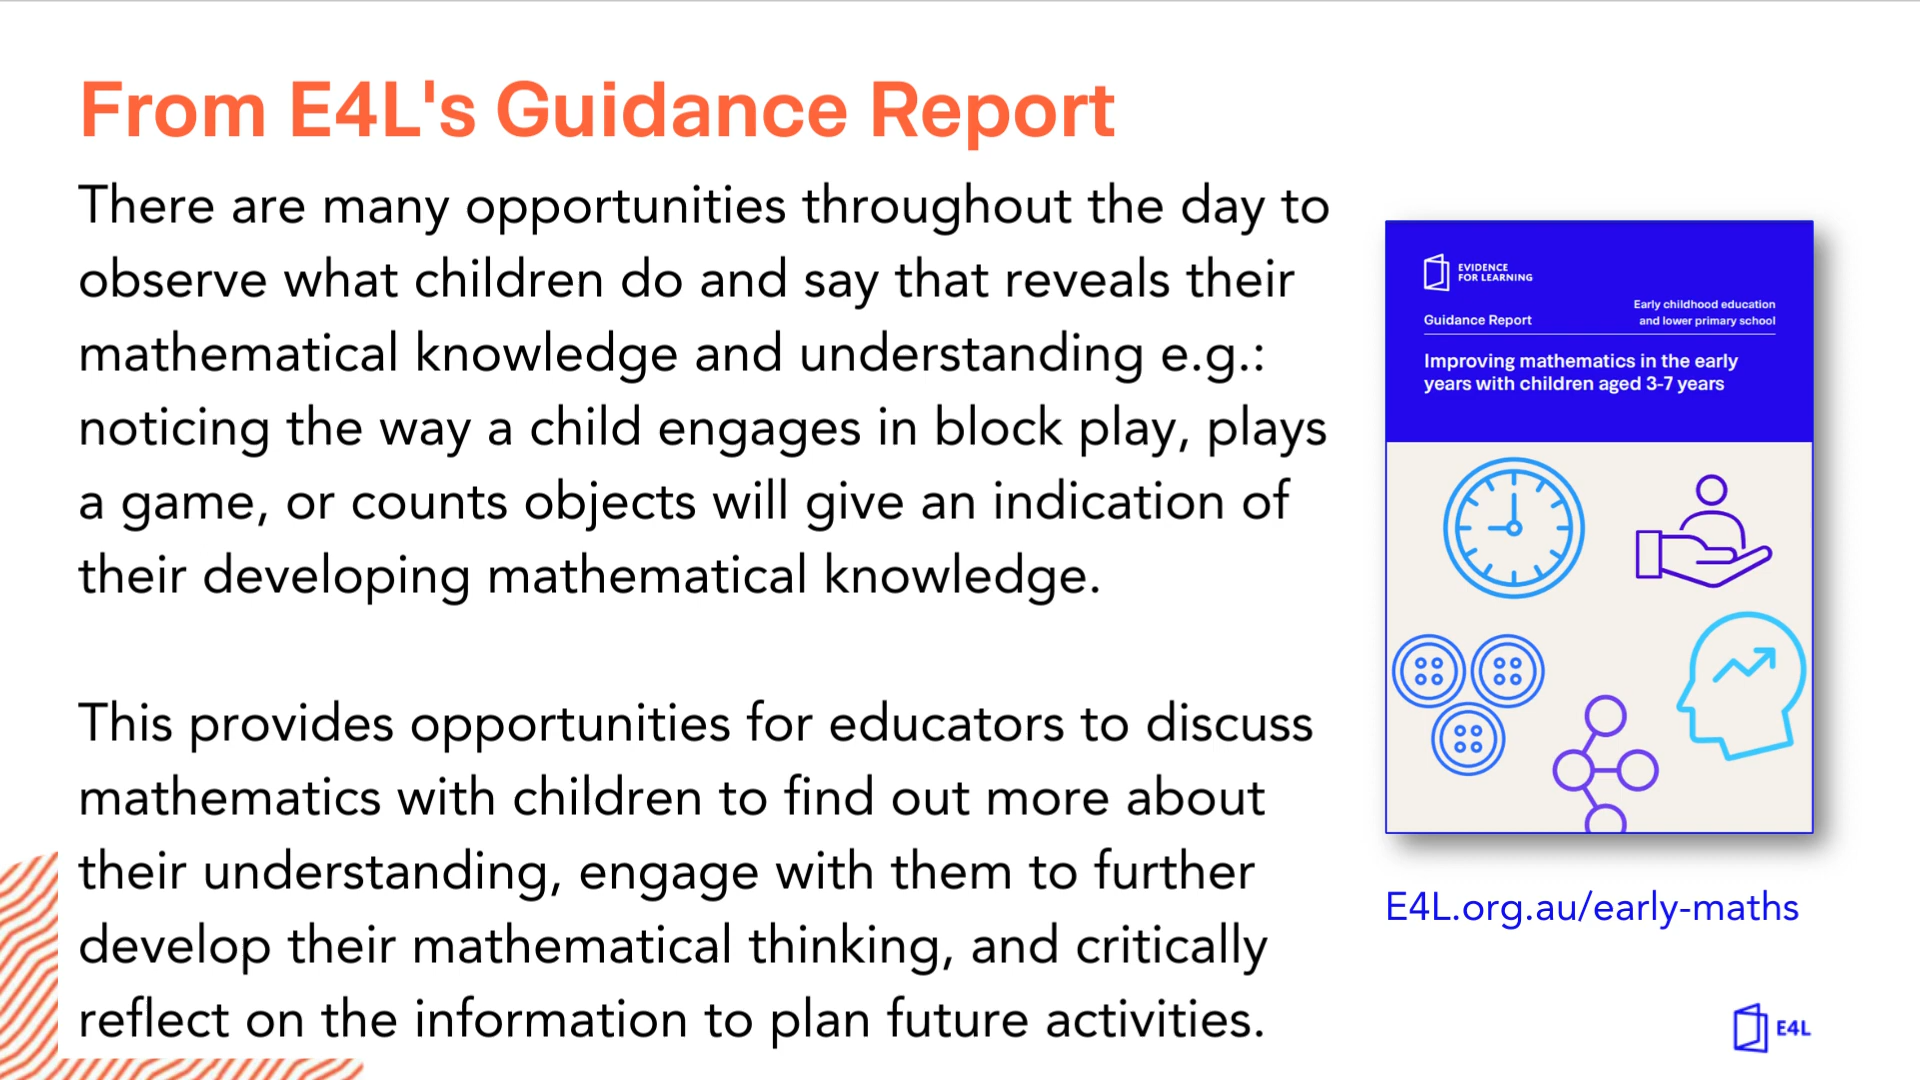 From E4L's Guidance Report
There are many opportunities throughout the day to
observe what children do and say that reveals their
mathematical knowledge and understanding e.g.:
noticing the way a child engages in block play, plays
a game, or counts objects will give an indication of
their developing mathematical knowledge.
This provides opportunities for educators to discuss
mathematics with children to find out more about
their understanding, engage with them to further
develop their mathematical thinking, and critically
reflect on the information to plan future activities.
EVIDENCE
FOR LEARNING
Early childhood education
and lower primary school
Guidance Report
Improving mathematics in the early
years with children aged 3-7 years
E4L.org.au/early-maths
E4L